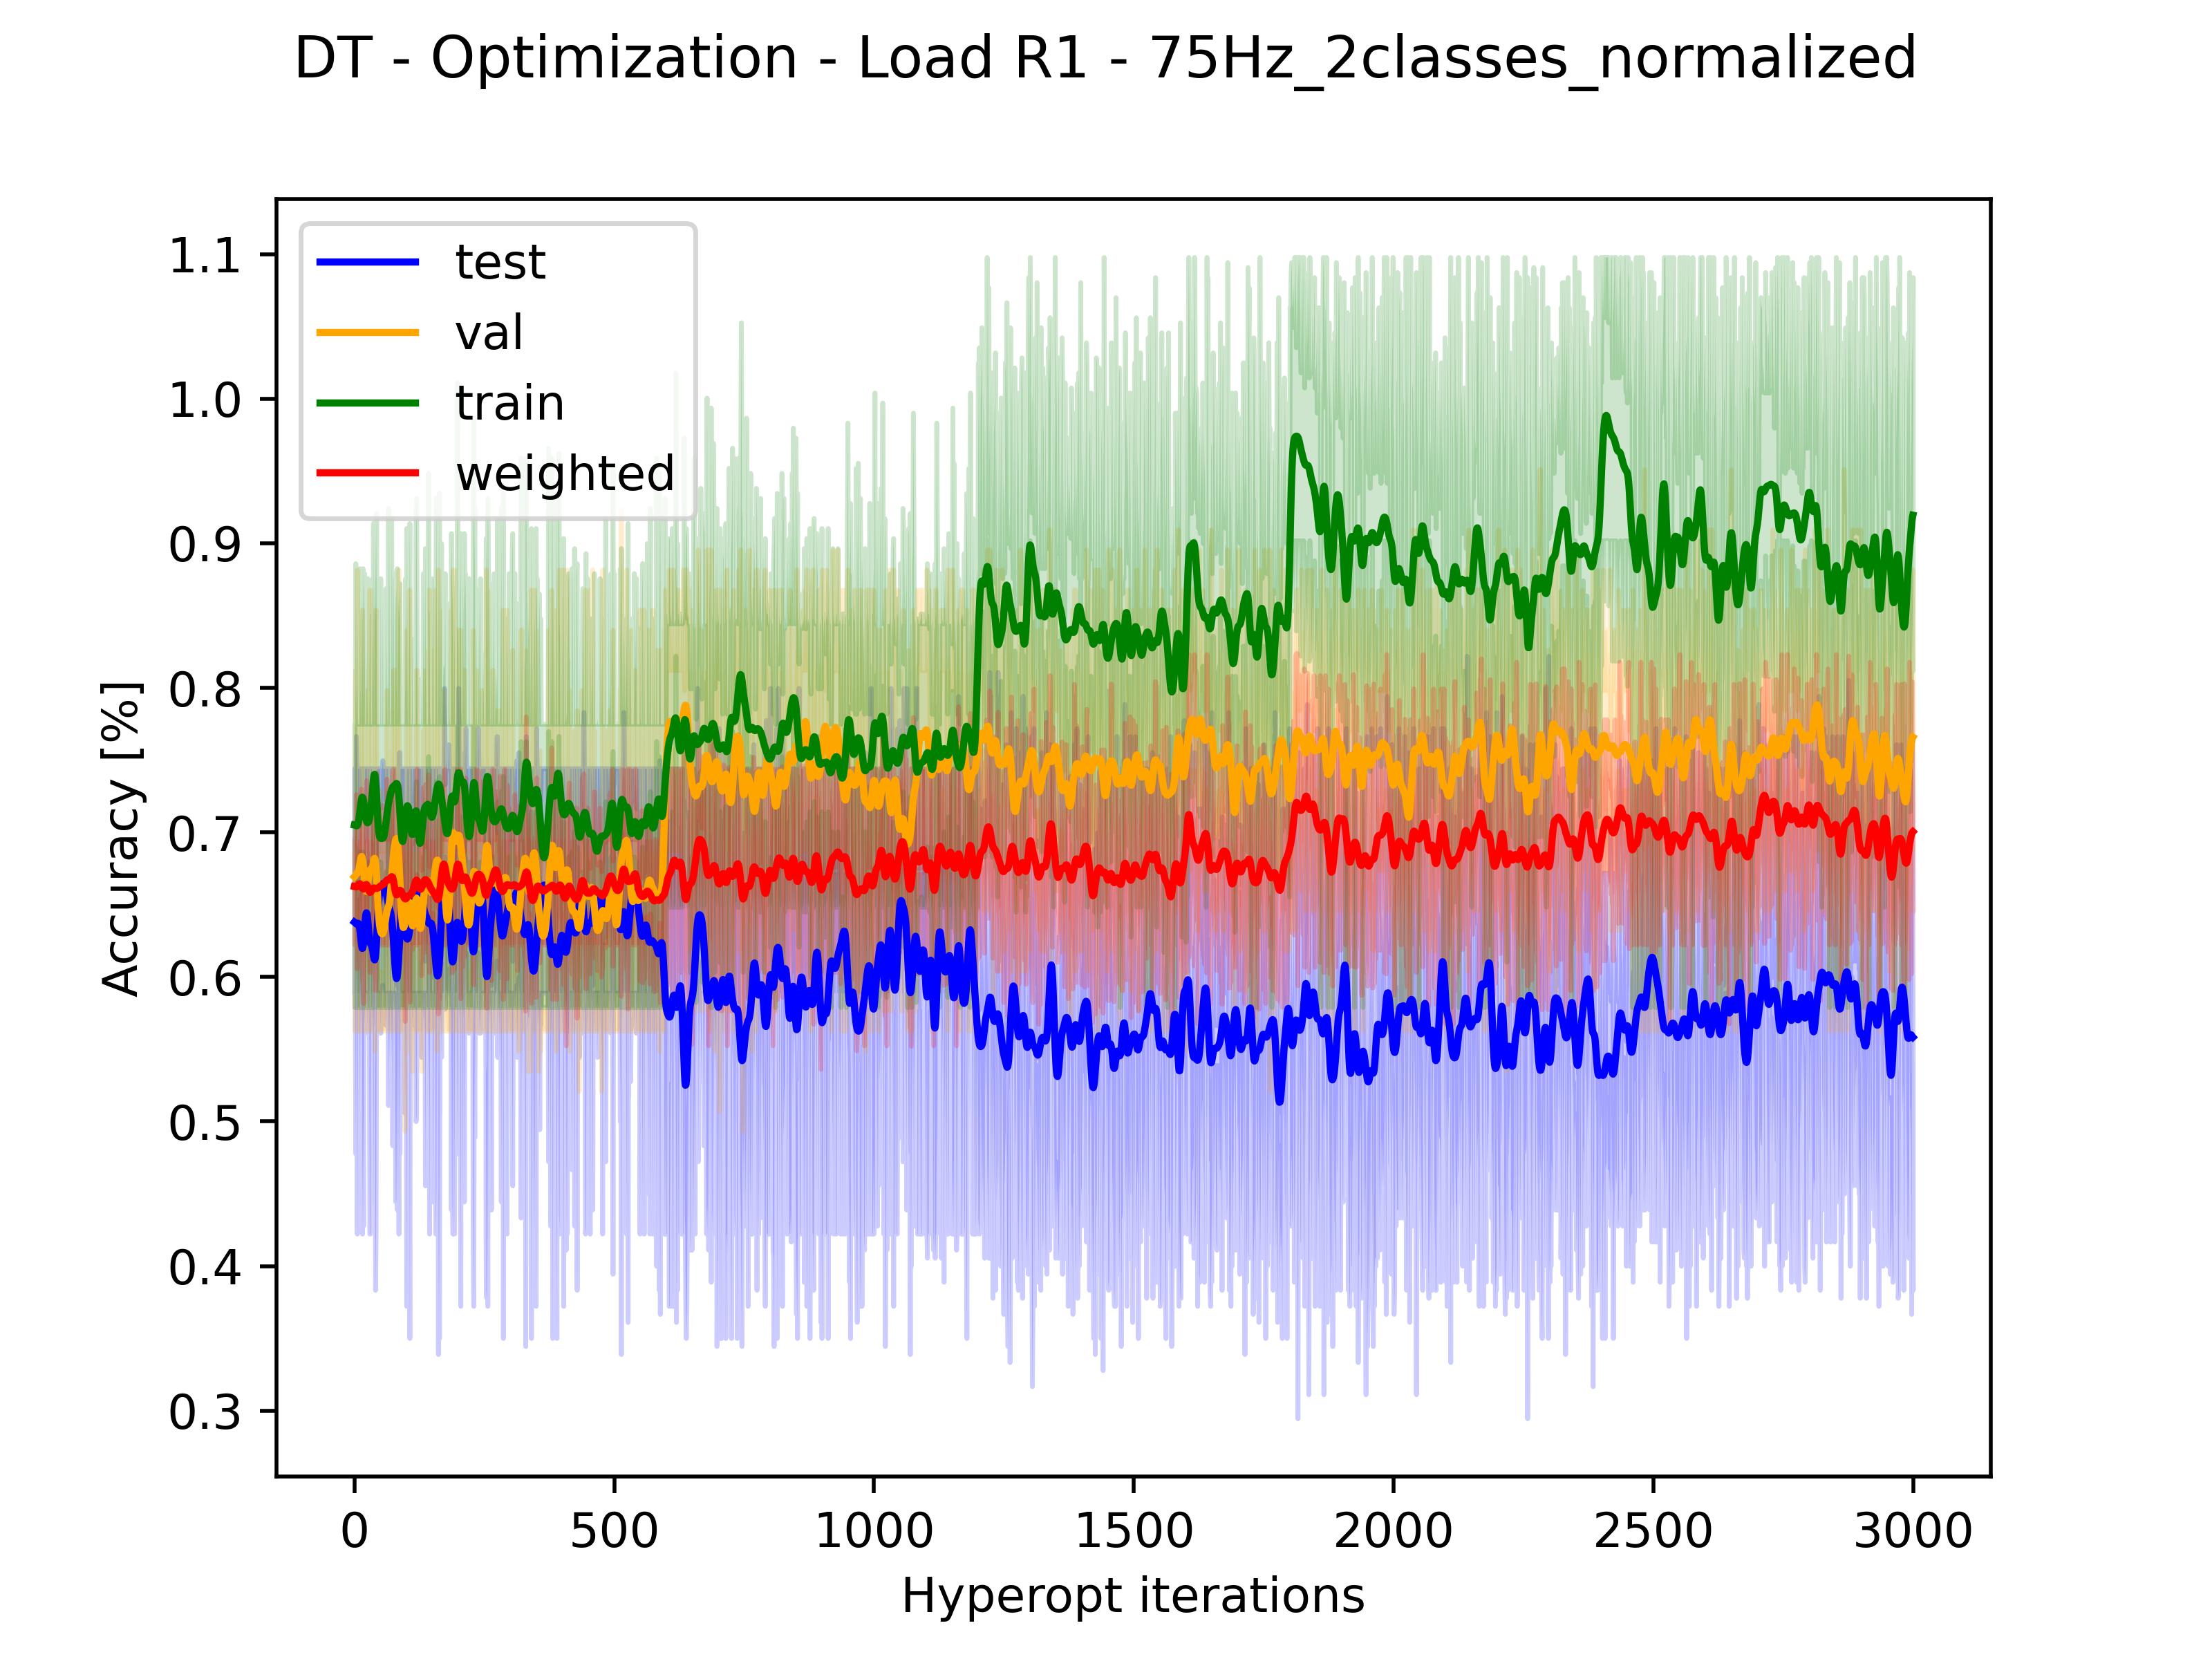 DT - Optimization - Load R1 - 75Hz_2classes_normalized
test
val
train
weighted
1.1
1.0
0.9
0.8
0.7
0.6
0.5
0.4
0.3
Accuracy [%]
0 500 1000 1500 2000 2500 3000
Hyperopt iterations